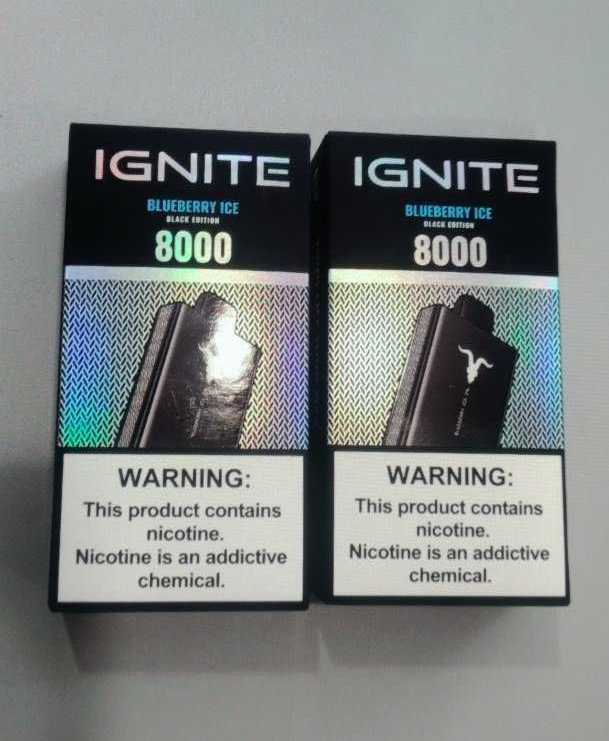 IGNITE
BLUEBERRY ICE
BLACK EDITION
8000
WARNING:
This product contains
nicotine.
Nicotine is an addictive
chemical.
IGNITE
BLUEBERRY ICE
BLACK EDITION
8000
WARNING:
This product contains
nicotine.
Nicotine is an addictive
chemical.